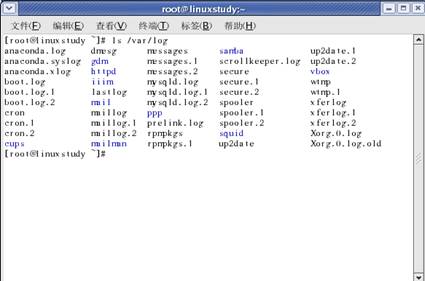 root@linuxstudy:~
文件(F) 编辑(E) 查看(V) 终端(T) 标签(B) 帮助(H)
[root@linuxstudy ~]# ls /var/log
anaconda.log dmesg messages samba up2date.1
anaconda.syslog gdm messages.1 scrollkeeper.log up2date.2
anaconda.xlog httpd messages.2 secure vbox
boot.log iiim mysqld.log secure.1 wtmp
boot.log.1 lastlog mysqld.log.1 secure.2 wtmp.1
boot.log.2 mail mysqld.log.2 spooler xferlog
cron maillog ppp spooler.1 xferlog.1
cron.1 maillog.1 prelink.log spooler.2 xferlog.2
cron.2 maillog.2 rpmpkgs squid Xorg.0.log
cups mailman rpmpkgs.1 up2date Xorg.0.log.old
[root@linuxstudy ~]#